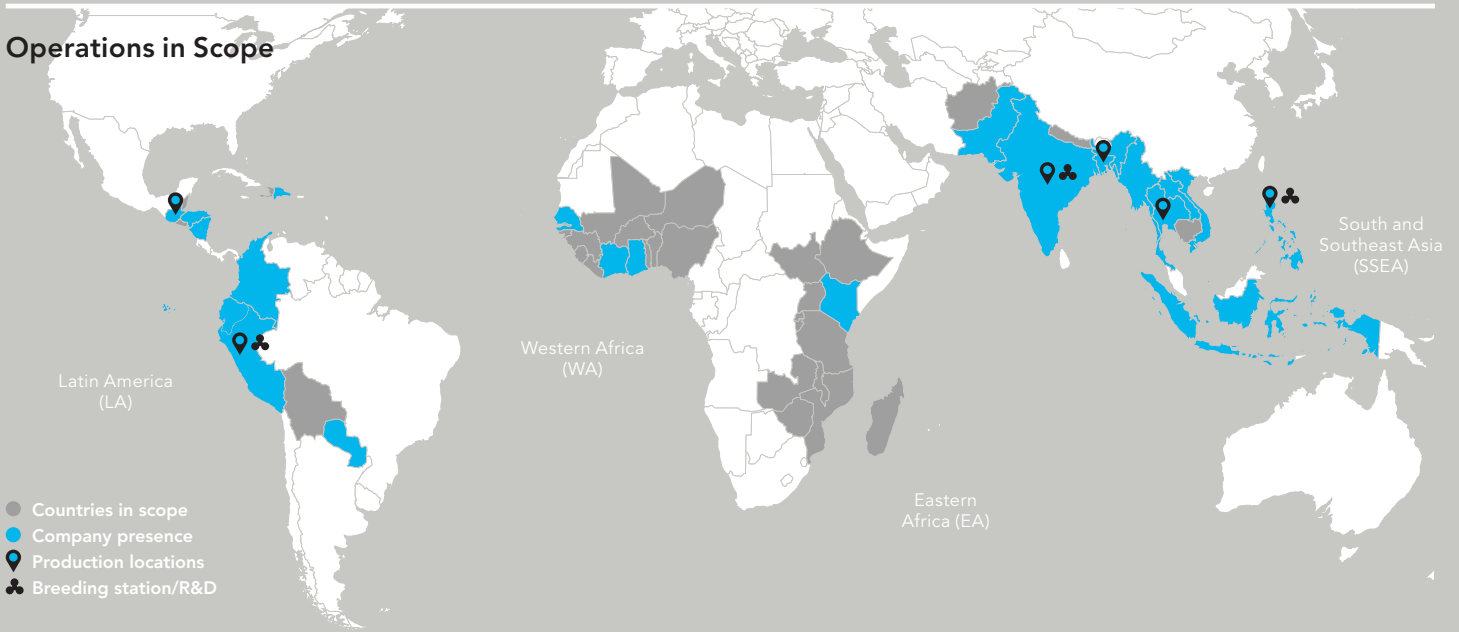 Operations in Scope
South and
Southeast Asia
(SSEA)
Western Africa
(WA)
Latin America
(LA)
Eastern
Africa (EA)
Countries in scope
Company presence
Production locations
Breeding station/R&D